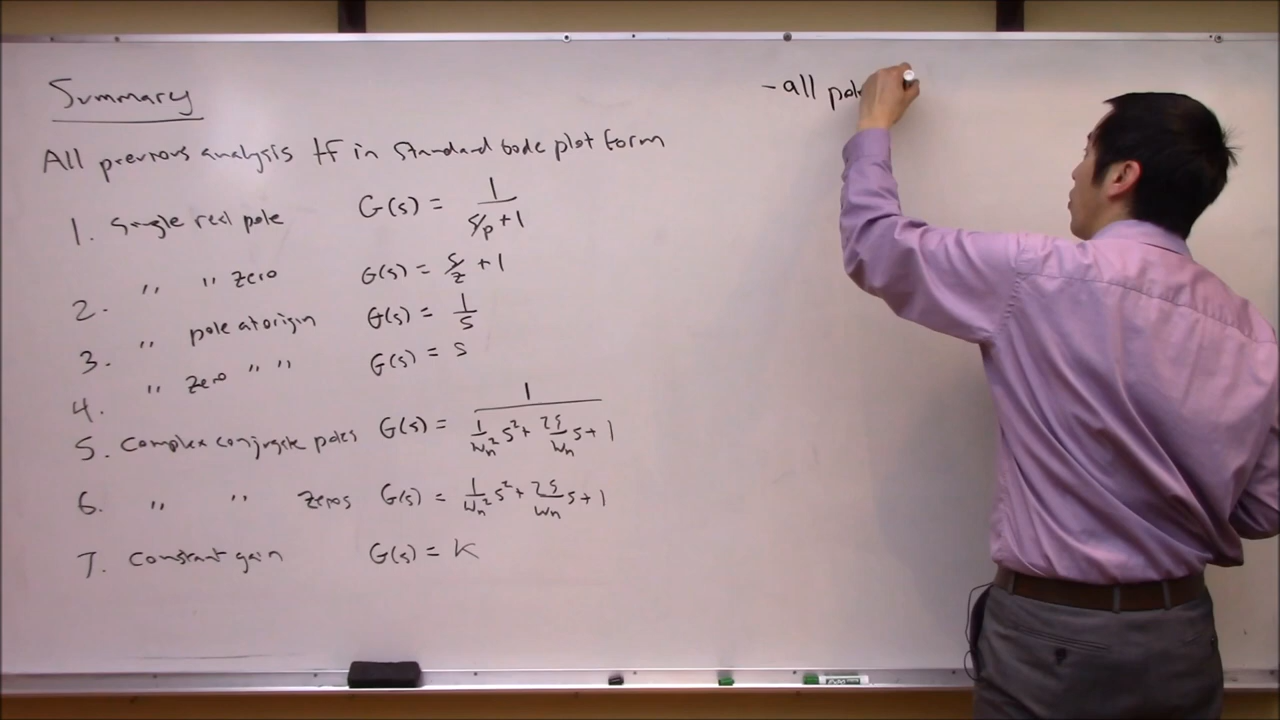 Summary
All previous analysis tf in standard bode plot form
1. Single real pole G(s) = 1/(s/p + 1)
2. " " zero G(s) = s/z + 1
3. " pole at origin G(s) = 1/s
4. " zero " " G(s) = s
5. Complex conjugate poles G(s) = 1/(1/ωn² s² + 2ζ/ωn s + 1)
6. " " zeros G(s) = 1/ωn² s² + 2ζ/ωn s + 1
7. Constant gain G(s) = K
- all pole